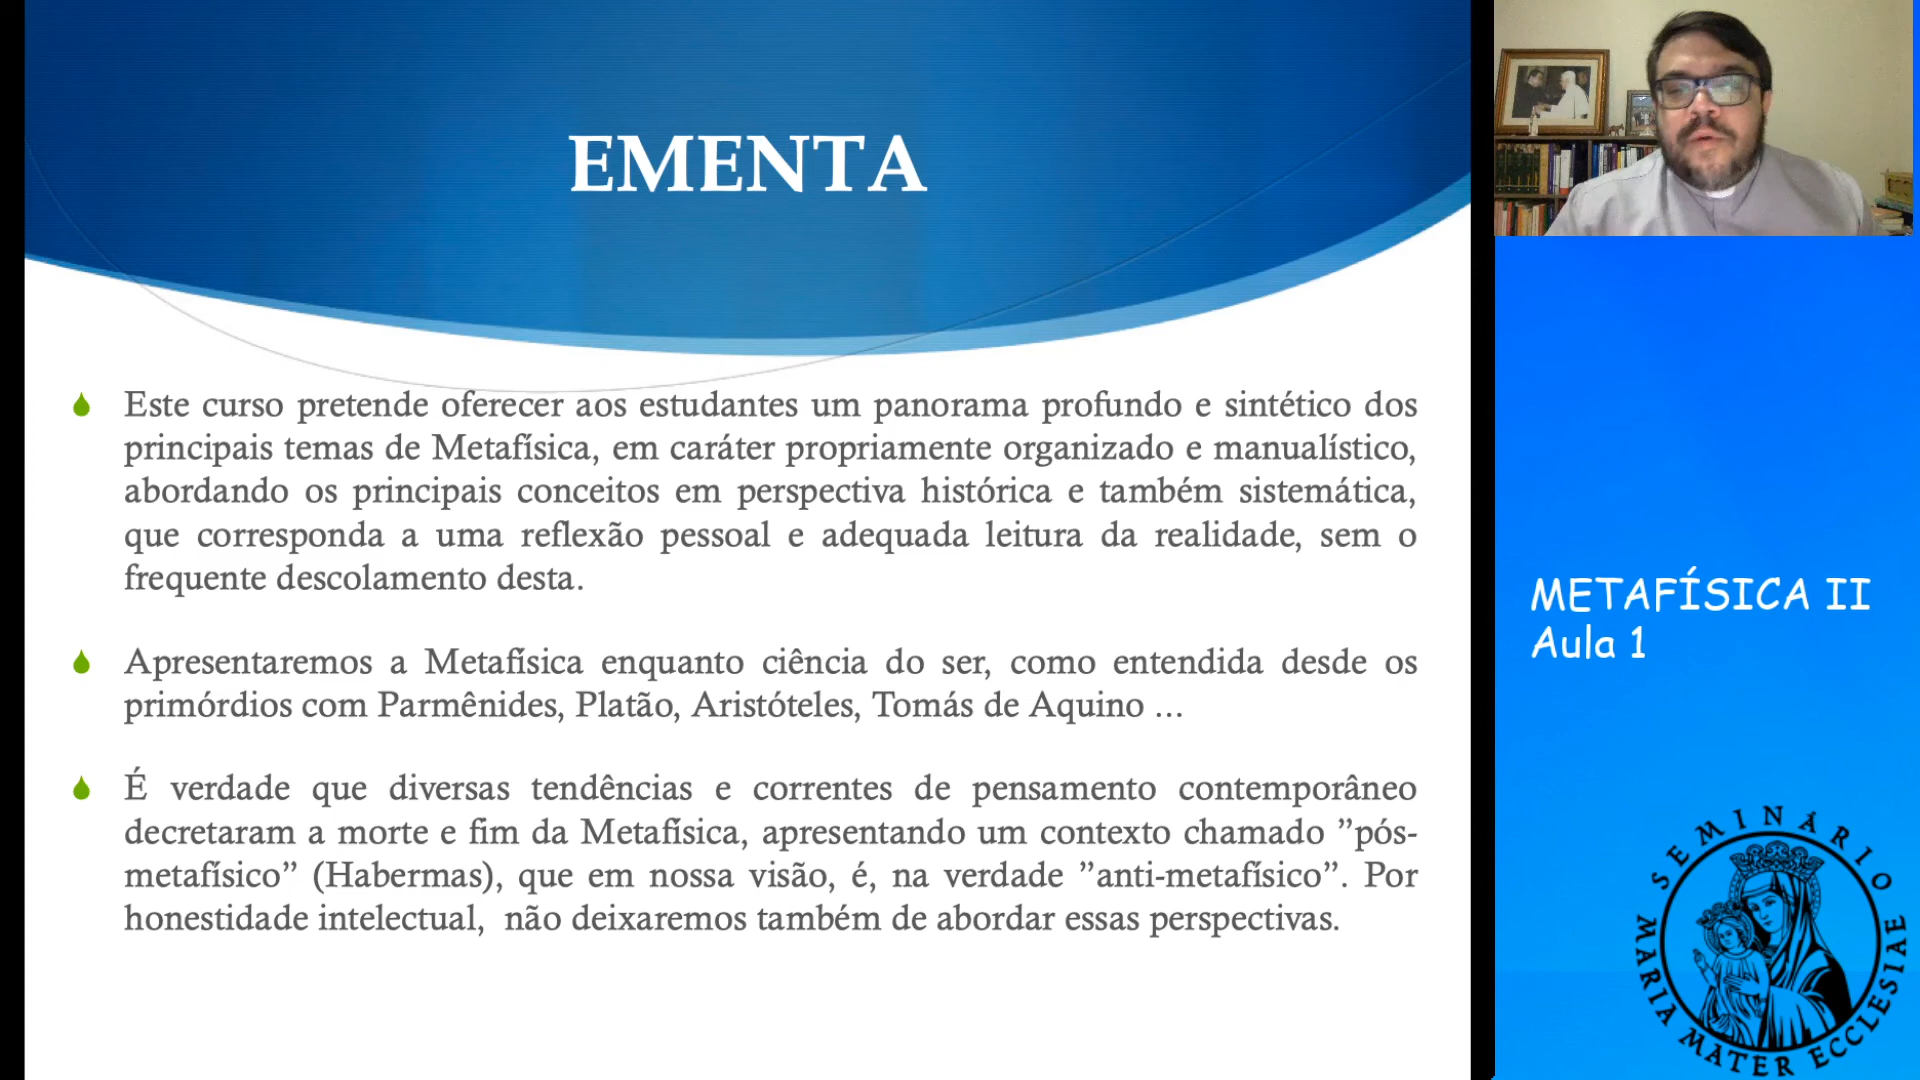 EMENTA
Este curso pretende oferecer aos estudantes um panorama profundo e sintético dos
principais temas de Metafísica, em caráter propriamente organizado e manualístico,
abordando os principais conceitos em perspectiva histórica e também sistemática,
que corresponda a uma reflexão pessoal e adequada leitura da realidade, sem o
frequente descolamento desta.
Apresentaremos a Metafísica enquanto ciência do ser, como entendida desde os
primórdios com Parmênides, Platão, Aristóteles, Tomás de Aquino ...
É verdade que diversas tendências e correntes de pensamento contemporâneo
decretaram a morte e fim da Metafísica, apresentando um contexto chamado ”pós-
metafísico” (Habermas), que em nossa visão, é, na verdade ”anti-metafísico”. Por
honestidade intelectual, não deixaremos também de abordar essas perspectivas.
METAFÍSICA II
Aula 1
SEMINÁRIO
MARIA MATER ECCLESIAE